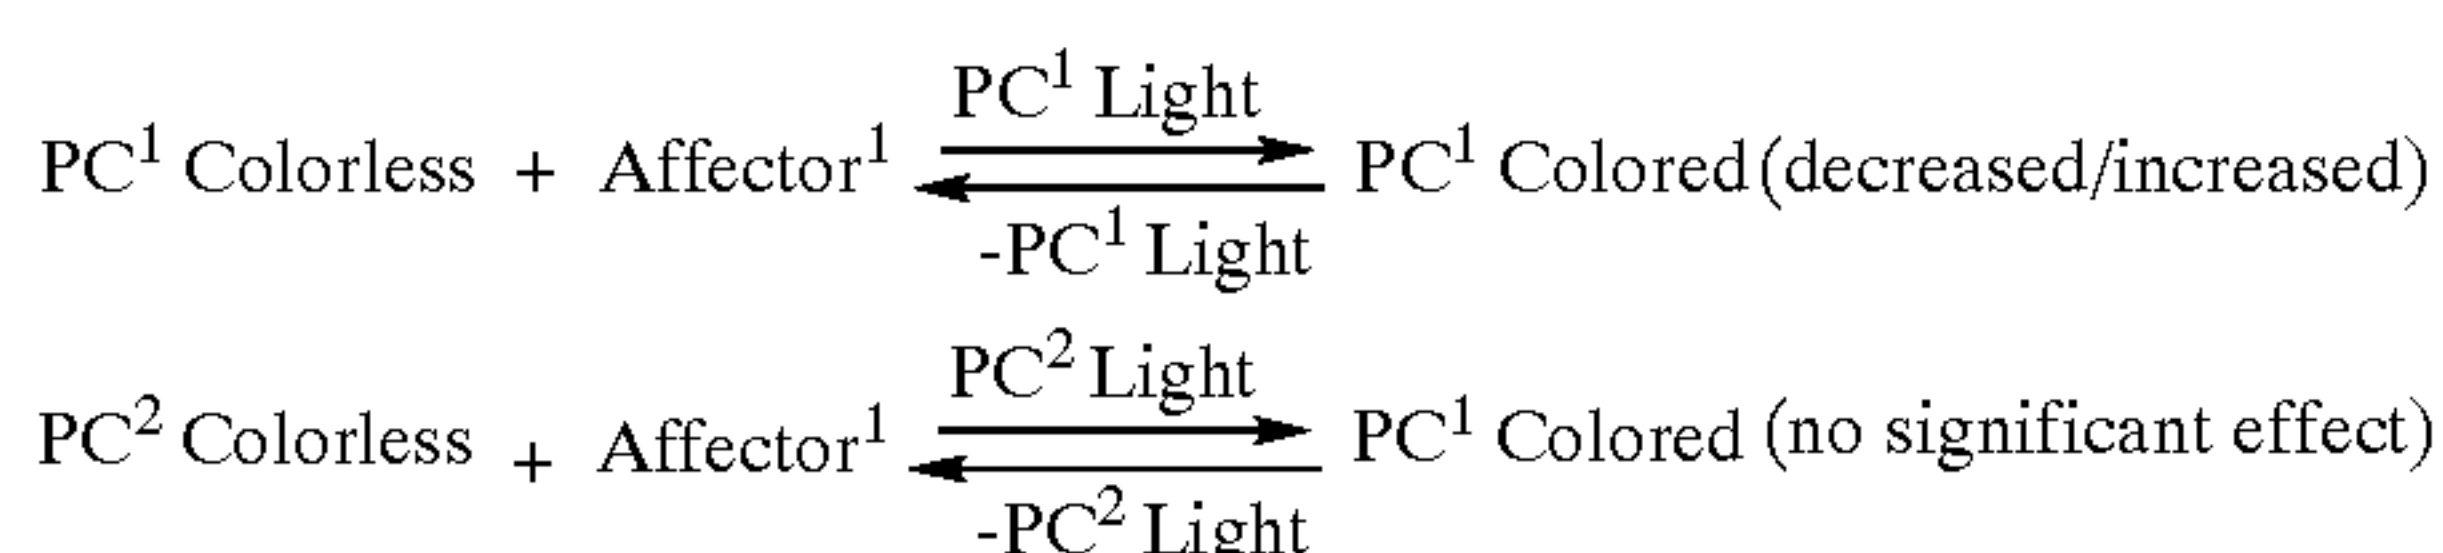 PC¹ Light
PC¹ Colorless + Affector¹ PC¹ Colored (decreased/increased)
-PC¹ Light
PC² Light
PC² Colorless + Affector¹ PC¹ Colored (no significant effect)
-PC² Light